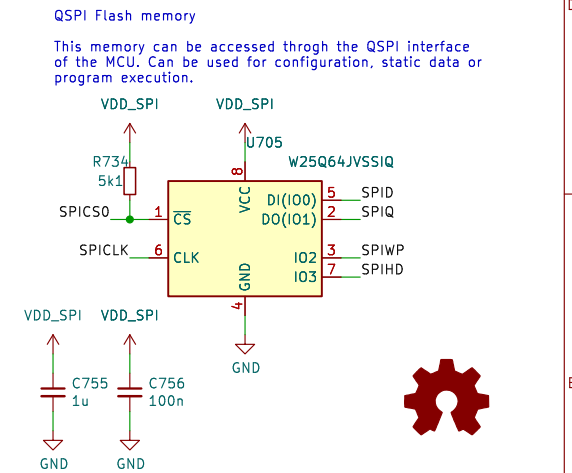 QSPI Flash memory
This memory can be accessed throgh the QSPI interface
of the MCU. Can be used for configuration, static data or
program execution.
VDD_SPI
VDD_SPI
U705
R734
5k1
W25Q64JVSSIQ
8
VCC
SPICS0
1
CS
DI(IO0)
5
SPID
DO(IO1)
2
SPIQ
SPICLK
6
CLK
IO2
3
SPIWP
IO3
7
SPIHD
GND
4
GND
VDD_SPI
VDD_SPI
C755
1u
C756
100n
GND
GND